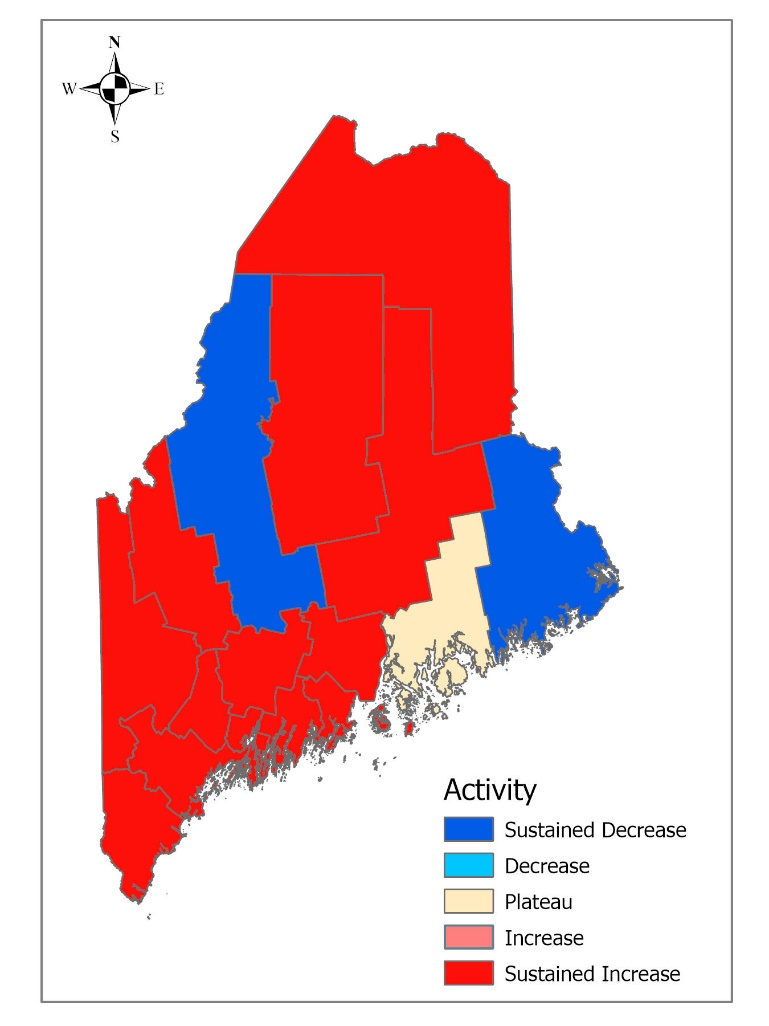 N
W E
S
Activity
Sustained Decrease
Decrease
Plateau
Increase
Sustained Increase